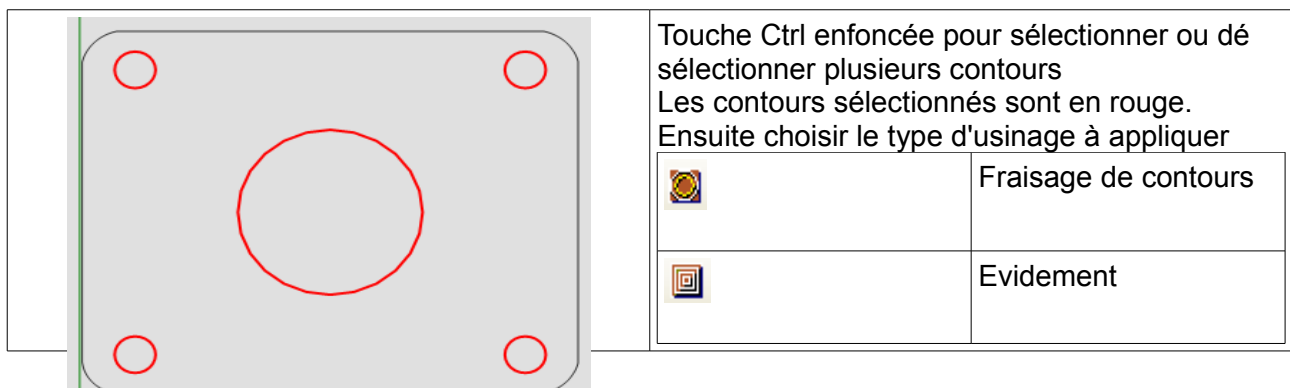 Touche Ctrl enfoncée pour sélectionner ou dé
sélectionner plusieurs contours
Les contours sélectionnés sont en rouge.
Ensuite choisir le type d'usinage à appliquer
Fraisage de contours
Evidement